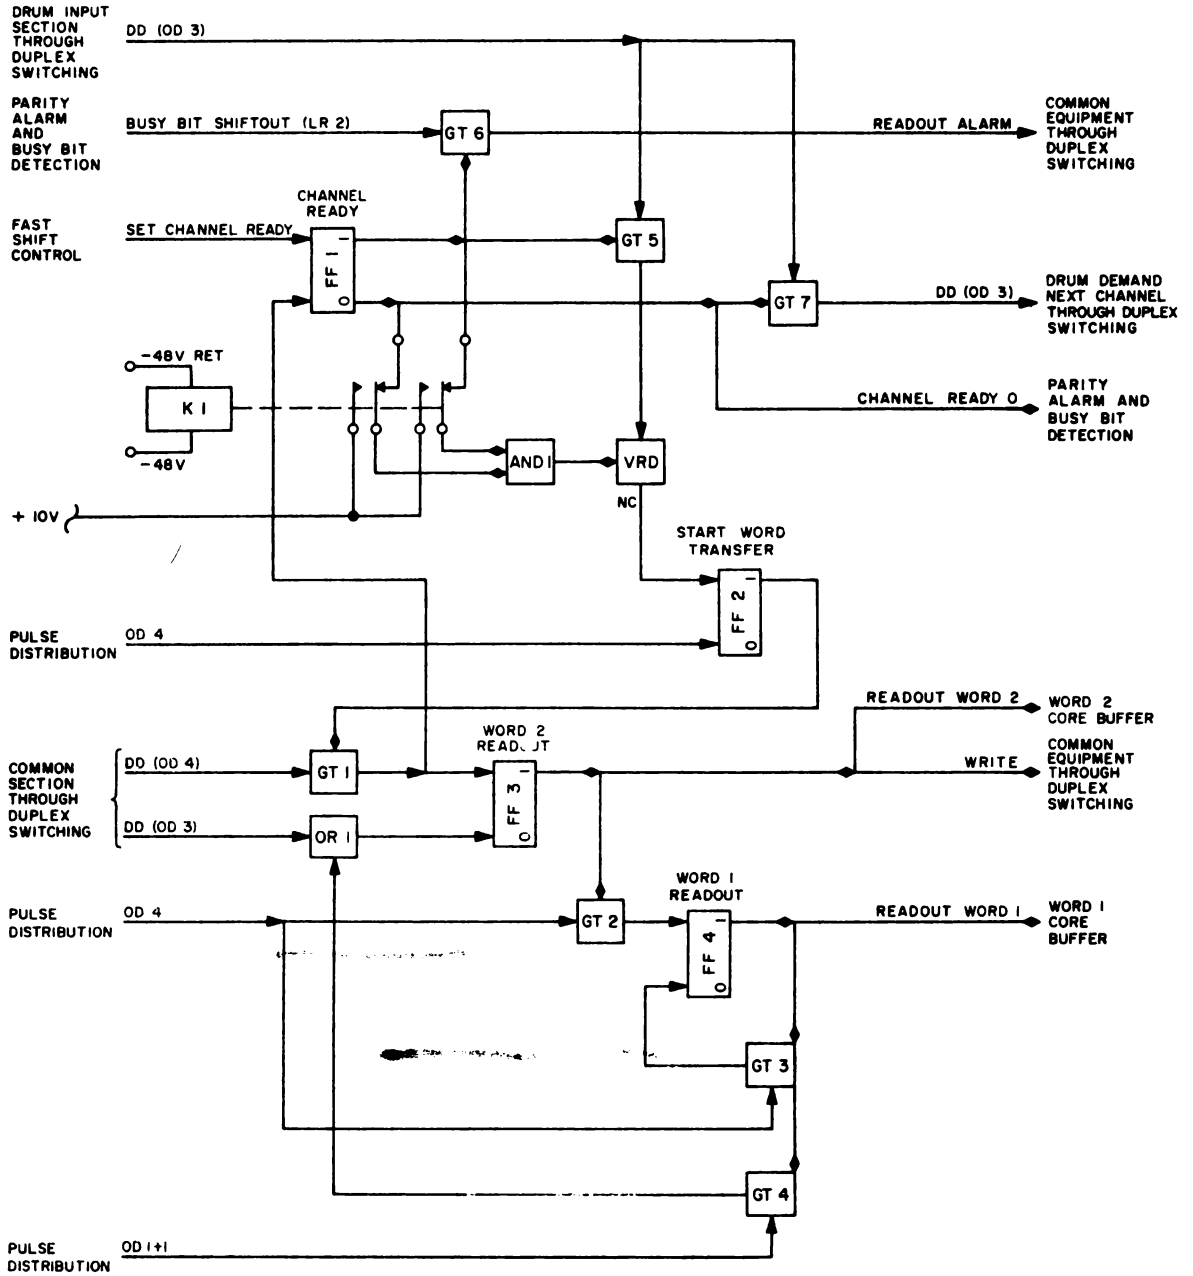 DRUM INPUT
SECTION
THROUGH
DUPLEX
SWITCHING
DD (OD 3)
PARITY
ALARM
AND
BUSY BIT
DETECTION
BUSY BIT SHIFTOUT (LR 2)
GT 6
READOUT ALARM
COMMON
EQUIPMENT
THROUGH
DUPLEX
SWITCHING
CHANNEL
READY
FAST
SHIFT
CONTROL
SET CHANNEL READY
FF 1
1
0
GT 5
GT 7
DD (OD 3)
DRUM DEMAND
NEXT CHANNEL
THROUGH DUPLEX
SWITCHING
-48V RET
K 1
-48V
CHANNEL READY 0
PARITY
ALARM AND
BUSY BIT
DETECTION
AND 1
VRD
NC
+ 10V
START WORD
TRANSFER
FF 2
1
0
PULSE
DISTRIBUTION
OD 4
READOUT WORD 2
WORD 2
CORE BUFFER
WORD 2
COMMON
SECTION
THROUGH
DUPLEX
SWITCHING
DD (OD 4)
GT 1
DD (OD 3)
OR 1
FF 3
1
0
WRITE
COMMON
EQUIPMENT
THROUGH
DUPLEX
SWITCHING
WORD 1
READOUT
PULSE
DISTRIBUTION
OD 4
GT 2
FF 4
1
0
READOUT WORD 1
WORD 1
CORE
BUFFER
GT 3
GT 4
PULSE
DISTRIBUTION
OD 1+1